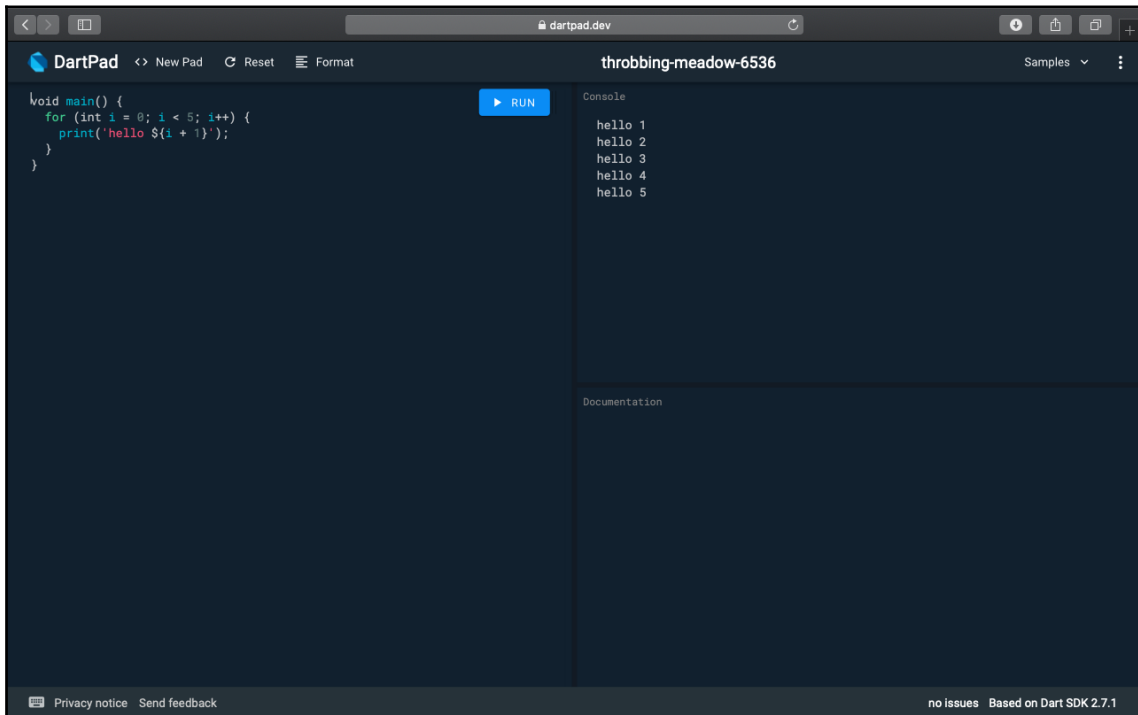 dartpad.dev
DartPad <> New Pad Reset Format throbbing-meadow-6536 Samples
void main() {
for (int i = 0; i < 5; i++) {
print('hello ${i + 1}');
}
}
RUN
Console
hello 1
hello 2
hello 3
hello 4
hello 5
Documentation
Privacy notice Send feedback no issues Based on Dart SDK 2.7.1